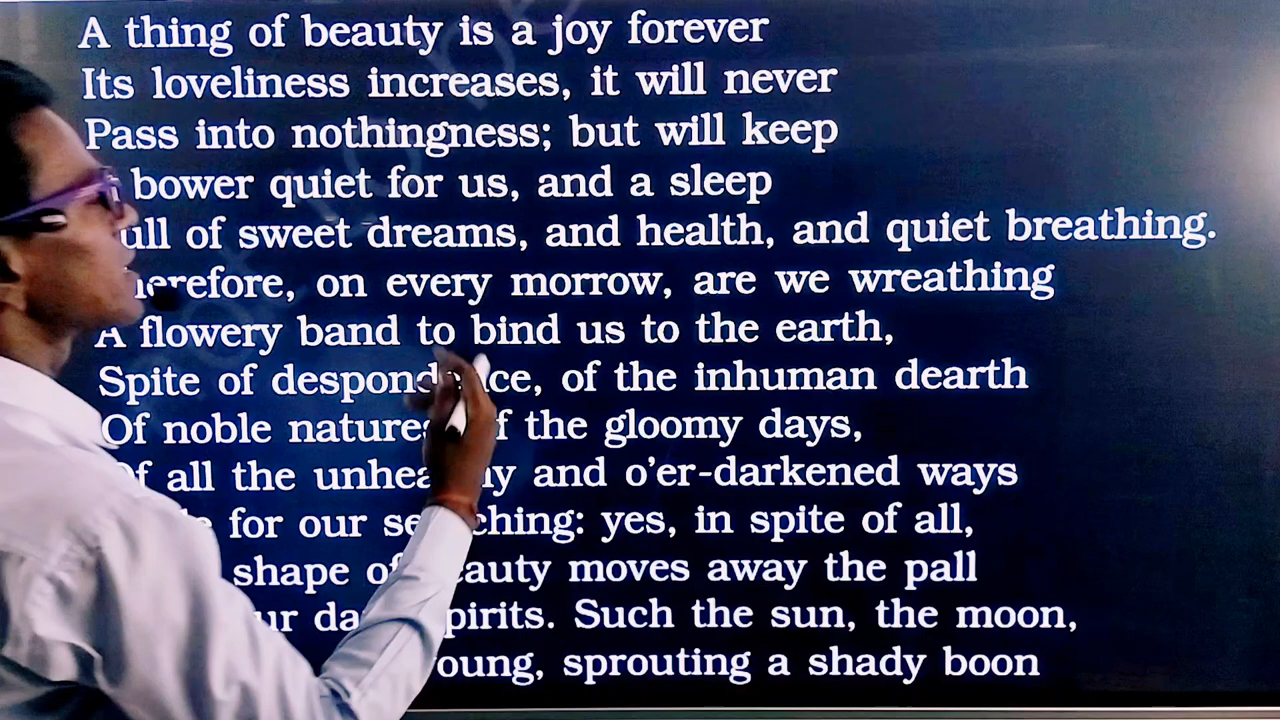 A thing of beauty is a joy forever
Its loveliness increases, it will never
Pass into nothingness; but will keep
bower quiet for us, and a sleep
of sweet dreams, and health, and quiet breathing.
on every morrow, are we wreathing
A flowery band to bind us to the earth,
Spite of of the inhuman dearth
Of noble the gloomy days,
all the and o'er-darkened ways
for our yes, in spite of all,
shape of moves away the pall
Such the sun, the moon,
sprouting a shady boon